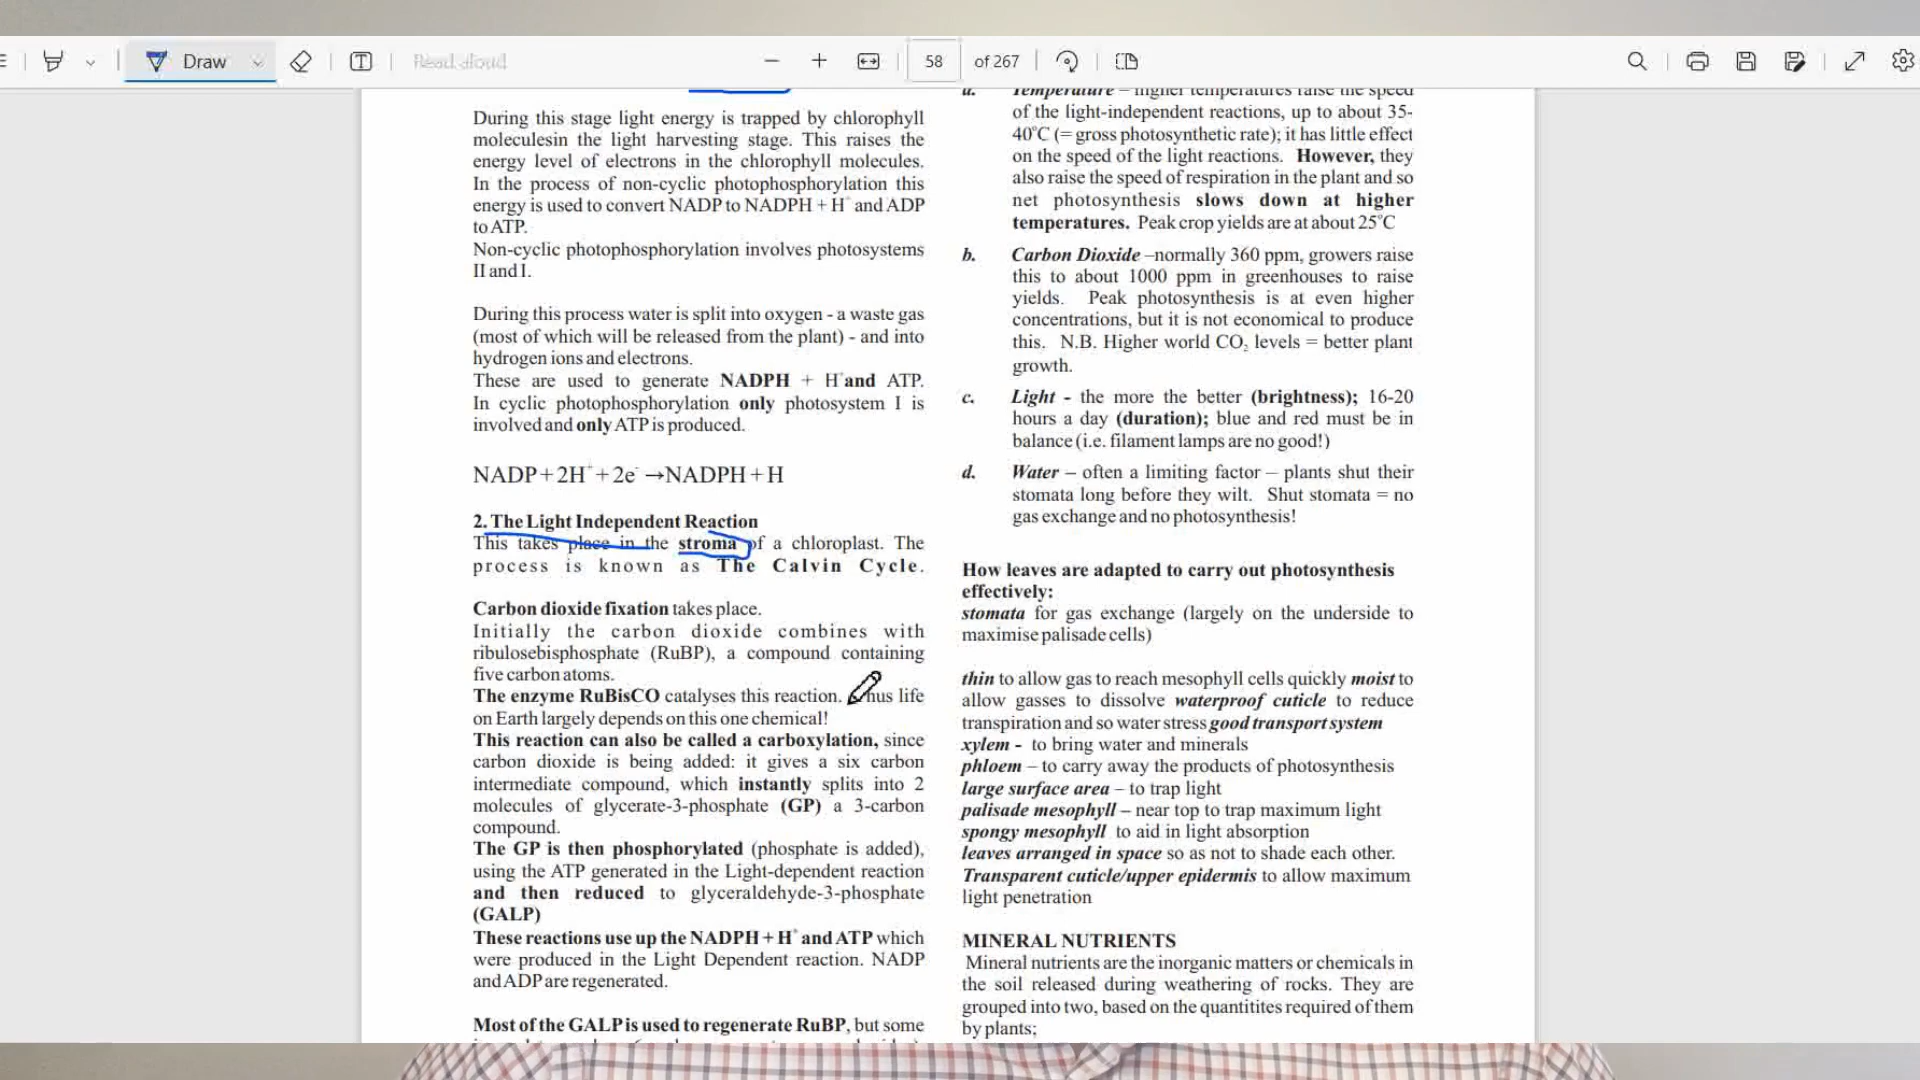 Draw
Read aloud
58 of 267
During this stage light energy is trapped by chlorophyll
moleculesin the light harvesting stage. This raises the
energy level of electrons in the chlorophyll molecules.
In the process of non-cyclic photophosphorylation this
energy is used to convert NADP to NADPH + H⁺ and ADP
to ATP.
Non-cyclic photophosphorylation involves photosystems
II and I.
During this process water is split into oxygen - a waste gas
(most of which will be released from the plant) - and into
hydrogen ions and electrons.
These are used to generate NADPH + H⁺and ATP.
In cyclic photophosphorylation only photosystem I is
involved and only ATP is produced.
NADP + 2H⁺ + 2e⁻ →NADPH + H
2. The Light Independent Reaction
This takes place in the stroma of a chloroplast. The
process is known as The Calvin Cycle.
Carbon dioxide fixation takes place.
Initially the carbon dioxide combines with
ribulosebisphosphate (RuBP), a compound containing
five carbon atoms.
The enzyme RuBisCO catalyses this reaction. Thus life
on Earth largely depends on this one chemical!
This reaction can also be called a carboxylation, since
carbon dioxide is being added: it gives a six carbon
intermediate compound, which instantly splits into 2
molecules of glycerate-3-phosphate (GP) a 3-carbon
compound.
The GP is then phosphorylated (phosphate is added),
using the ATP generated in the Light-dependent reaction
and then reduced to glyceraldehyde-3-phosphate
(GALP)
These reactions use up the NADPH + H⁺ and ATP which
were produced in the Light Dependent reaction. NADP
and ADP are regenerated.
Most of the GALP is used to regenerate RuBP, but some
a. Temperature – higher temperatures raise the speed
of the light-independent reactions, up to about 35-
40°C (= gross photosynthetic rate); it has little effect
on the speed of the light reactions. However, they
also raise the speed of respiration in the plant and so
net photosynthesis slows down at higher
temperatures. Peak crop yields are at about 25°C
b. Carbon Dioxide –normally 360 ppm, growers raise
this to about 1000 ppm in greenhouses to raise
yields. Peak photosynthesis is at even higher
concentrations, but it is not economical to produce
this. N.B. Higher world CO₂ levels = better plant
growth.
c. Light - the more the better (brightness); 16-20
hours a day (duration); blue and red must be in
balance (i.e. filament lamps are no good!)
d. Water – often a limiting factor – plants shut their
stomata long before they wilt. Shut stomata = no
gas exchange and no photosynthesis!
How leaves are adapted to carry out photosynthesis
effectively:
stomata for gas exchange (largely on the underside to
maximise palisade cells)
thin to allow gas to reach mesophyll cells quickly moist to
allow gasses to dissolve waterproof cuticle to reduce
transpiration and so water stress good transport system
xylem - to bring water and minerals
phloem – to carry away the products of photosynthesis
large surface area – to trap light
palisade mesophyll – near top to trap maximum light
spongy mesophyll to aid in light absorption
leaves arranged in space so as not to shade each other.
Transparent cuticle/upper epidermis to allow maximum
light penetration
MINERAL NUTRIENTS
Mineral nutrients are the inorganic matters or chemicals in
the soil released during weathering of rocks. They are
grouped into two, based on the quantitites required of them
by plants;